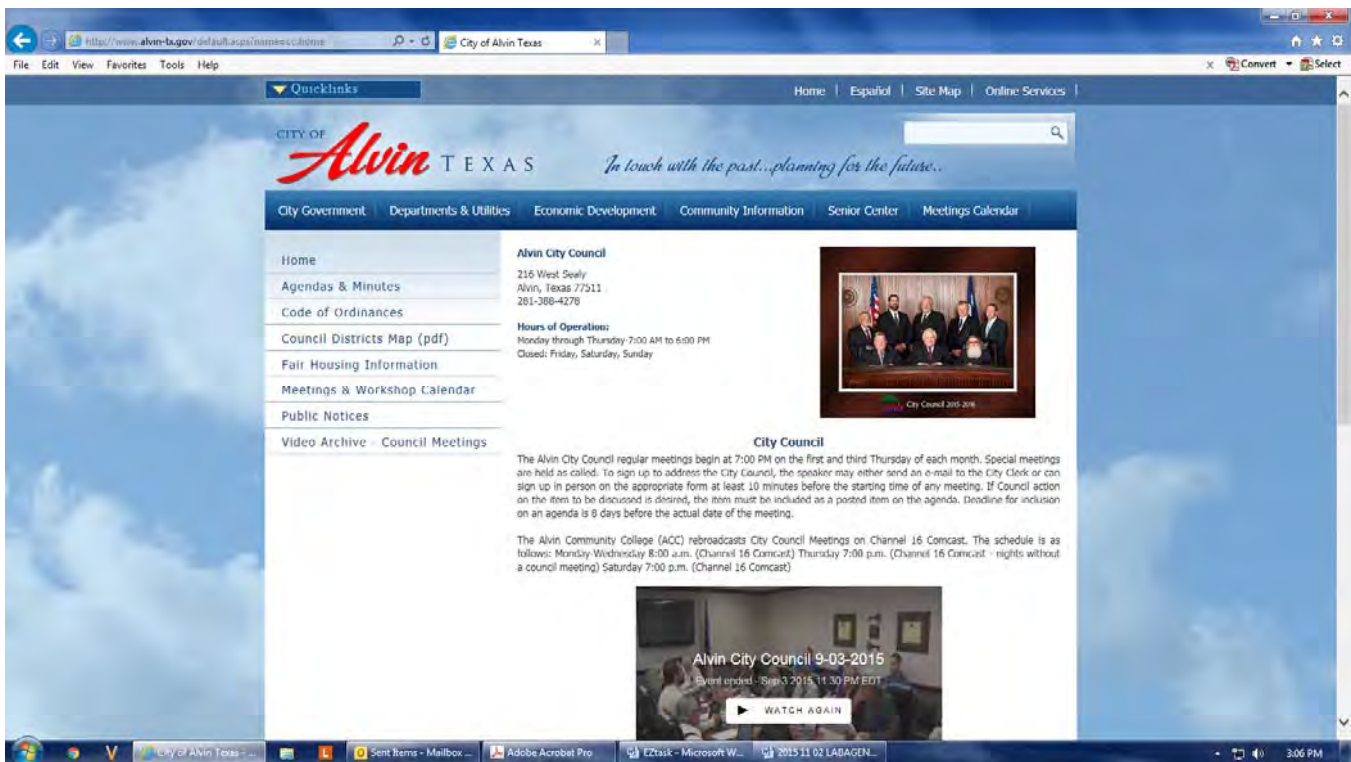 http://www.alvin-tx.gov/default.aspx?name=cc.home
City of Alvin Texas
File Edit View Favorites Tools Help
Convert Select
Quicklinks
Home | Español | Site Map | Online Services |
CITY OF
Alvin TEXAS
In touch with the past...planning for the future..
City Government Departments & Utilities Economic Development Community Information Senior Center Meetings Calendar
Home
Agendas & Minutes
Code of Ordinances
Council Districts Map (pdf)
Fair Housing Information
Meetings & Workshop Calendar
Public Notices
Video Archive - Council Meetings
Alvin City Council
216 West Sealy
Alvin, Texas 77511
281-388-4278
Hours of Operation:
Monday through Thursday-7:00 AM to 6:00 PM
Closed: Friday, Saturday, Sunday
City Council 2015-2016
City Council
The Alvin City Council regular meetings begin at 7:00 PM on the first and third Thursday of each month. Special meetings
are held as called. To sign up to address the City Council, the speaker may either send an e-mail to the City Clerk or can
sign up in person on the appropriate form at least 10 minutes before the starting time of any meeting. If Council action
on the item to be discussed is desired, the item must be included as a posted item on the agenda. Deadline for inclusion
on an agenda is 8 days before the actual date of the meeting.
The Alvin Community College (ACC) rebroadcasts City Council Meetings on Channel 16 Comcast. The schedule is as
follows: Monday-Wednesday 8:00 a.m. (Channel 16 Comcast) Thursday 7:00 p.m. (Channel 16 Comcast - nights without
a council meeting) Saturday 7:00 p.m. (Channel 16 Comcast)
Alvin City Council 9-03-2015
Event ended - Sep 3 2015 11:30 PM EDT
WATCH AGAIN
City of Alvin Texas - ...
Sent Items - Mailbox ...
Adobe Acrobat Pro
EZtask - Microsoft W...
2015 11 02 LABAGEN...
3:06 PM